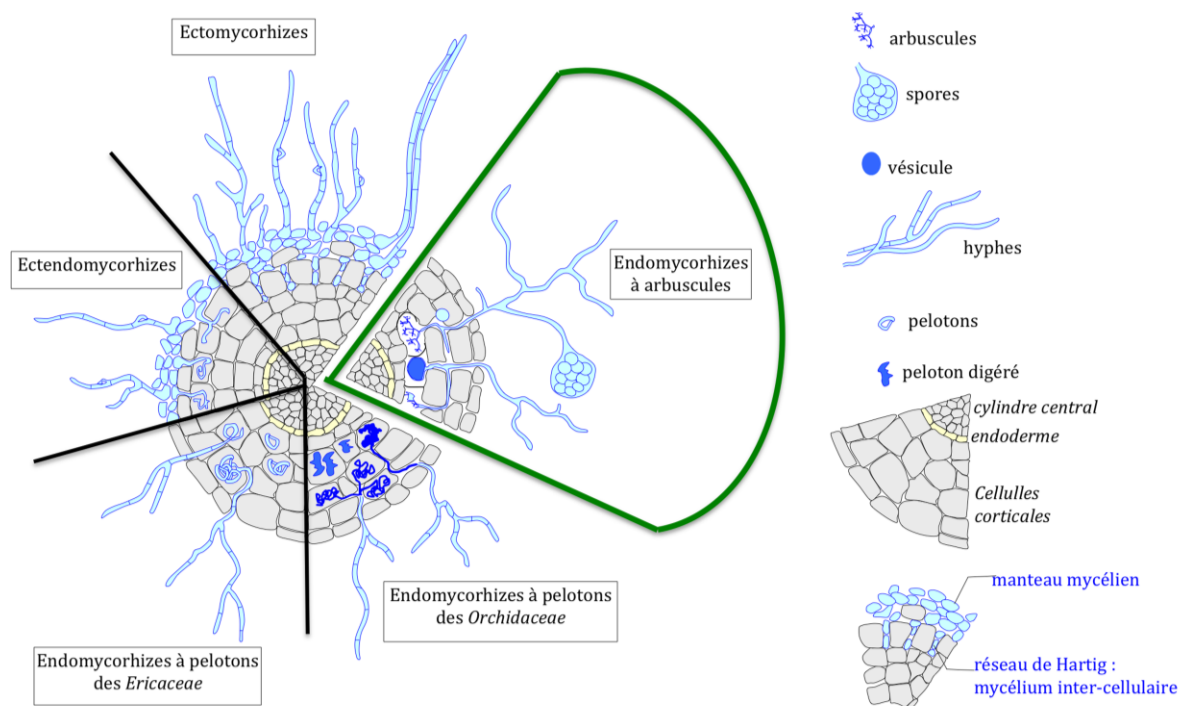 Ectomycorhizes
Ectendomycorhizes
Endomycorhizes
à arbuscules
Endomycorhizes à pelotons
des Orchidaceae
Endomycorhizes à pelotons
des Ericaceae
arbuscules
spores
vésicule
hyphes
pelotons
peloton digéré
cylindre central
endoderme
Cellules
corticales
manteau mycélien
réseau de Hartig :
mycélium inter-cellulaire